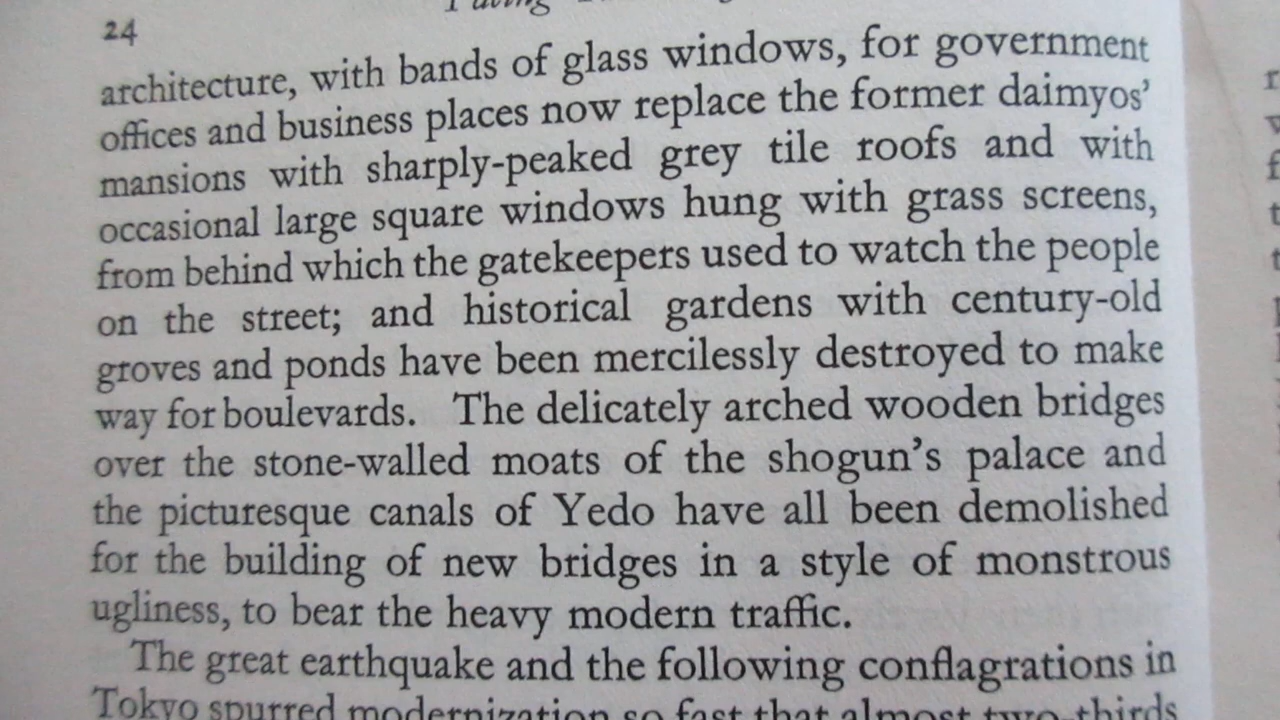 24
architecture, with bands of glass windows, for government
offices and business places now replace the former daimyos’
mansions with sharply-peaked grey tile roofs and with
occasional large square windows hung with grass screens,
from behind which the gatekeepers used to watch the people
on the street; and historical gardens with century-old
groves and ponds have been mercilessly destroyed to make
way for boulevards. The delicately arched wooden bridges
over the stone-walled moats of the shogun’s palace and
the picturesque canals of Yedo have all been demolished
for the building of new bridges in a style of monstrous
ugliness, to bear the heavy modern traffic.
The great earthquake and the following conflagrations in
Tokyo spurred modernization so fast that almost two-thirds